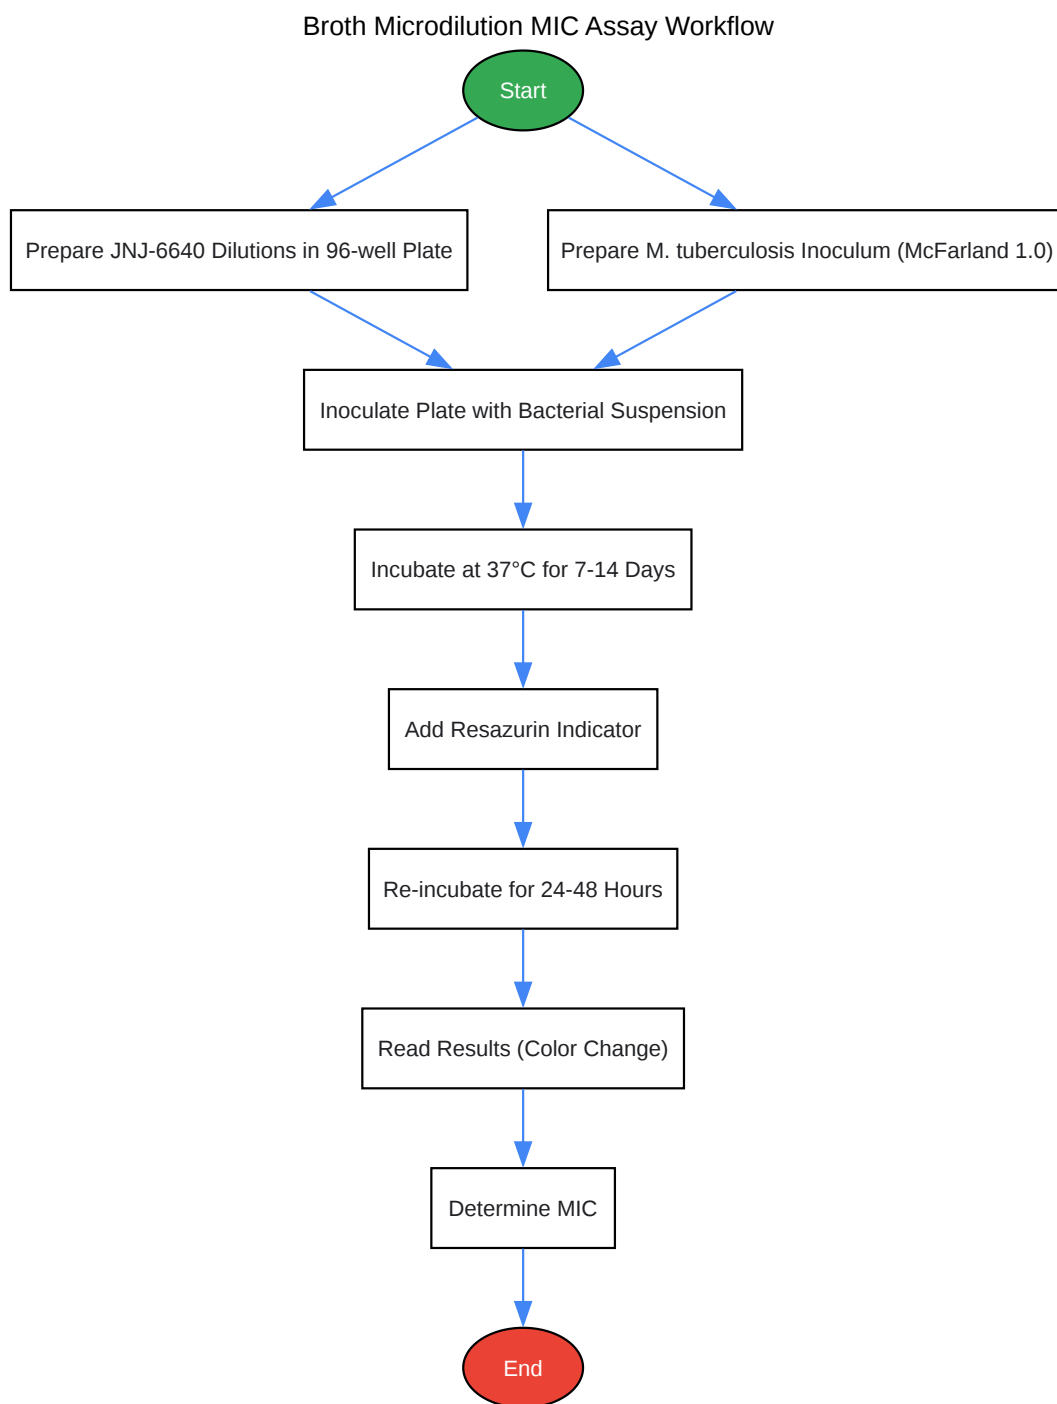 Broth Microdilution MIC Assay Workflow
Start
Prepare JNJ-6640 Dilutions in 96-well Plate
Prepare M. tuberculosis Inoculum (McFarland 1.0)
Inoculate Plate with Bacterial Suspension
Incubate at 37°C for 7-14 Days
Add Resazurin Indicator
Re-incubate for 24-48 Hours
Read Results (Color Change)
Determine MIC
End